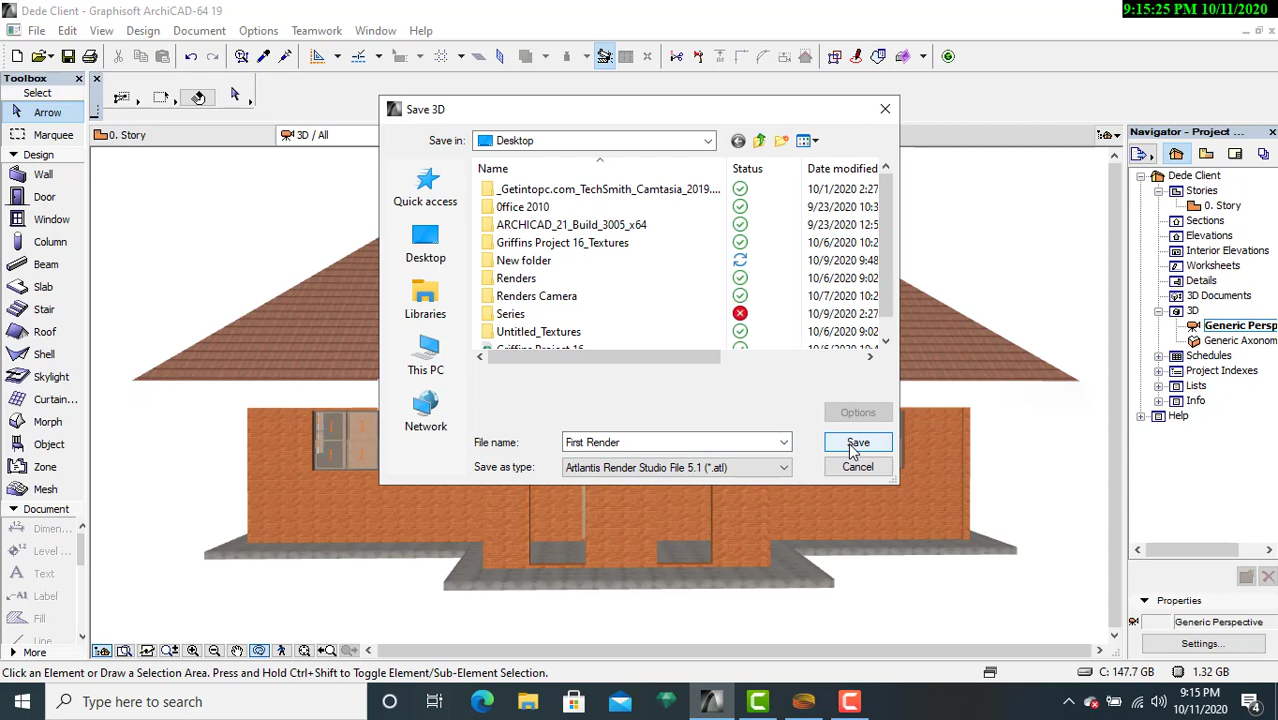 Dede Client - Graphisoft ArchiCAD-64 19
9:15:25 PM 10/11/2020
File Edit View Design Document Options Teamwork Window Help
Toolbox
Select
Arrow
Marquee
Design
Wall
Door
Window
Column
Beam
Slab
Stair
Roof
Shell
Skylight
Curtain...
Morph
Object
Zone
Mesh
Document
Dimen...
Level ...
Text
Label
Fill
Line
More
0. Story
3D / All
Save 3D
Save in: Desktop
Quick access
Desktop
Libraries
This PC
Network
Name Status Date modified
_Getintopc.com_TechSmith_Camtasia_2019.... 10/1/2020 2:27
0ffice 2010 9/23/2020 10:3
ARCHICAD_21_Build_3005_x64 9/23/2020 12:5
Griffins Project 16_Textures 10/6/2020 10:2
New folder 10/9/2020 9:48
Renders 10/6/2020 9:02
Renders Camera 10/7/2020 10:2
Series 10/9/2020 2:27
Untitled_Textures 10/6/2020 9:02
Griffins Project 16
Options
File name: First Render Save
Save as type: Artlantis Render Studio File 5.1 (*.atl) Cancel
Navigator - Project ...
Dede Client
Stories
0. Story
Sections
Elevations
Interior Elevations
Worksheets
Details
3D Documents
3D
Generic Persp
Generic Axonom
Schedules
Project Indexes
Lists
Info
Help
Properties
Generic Perspective
Settings...
Click an Element or Draw a Selection Area. Press and Hold Ctrl+Shift to Toggle Element/Sub-Element Selection.
C: 147.7 GB 1.32 GB
Type here to search
9:15 PM
10/11/2020
4